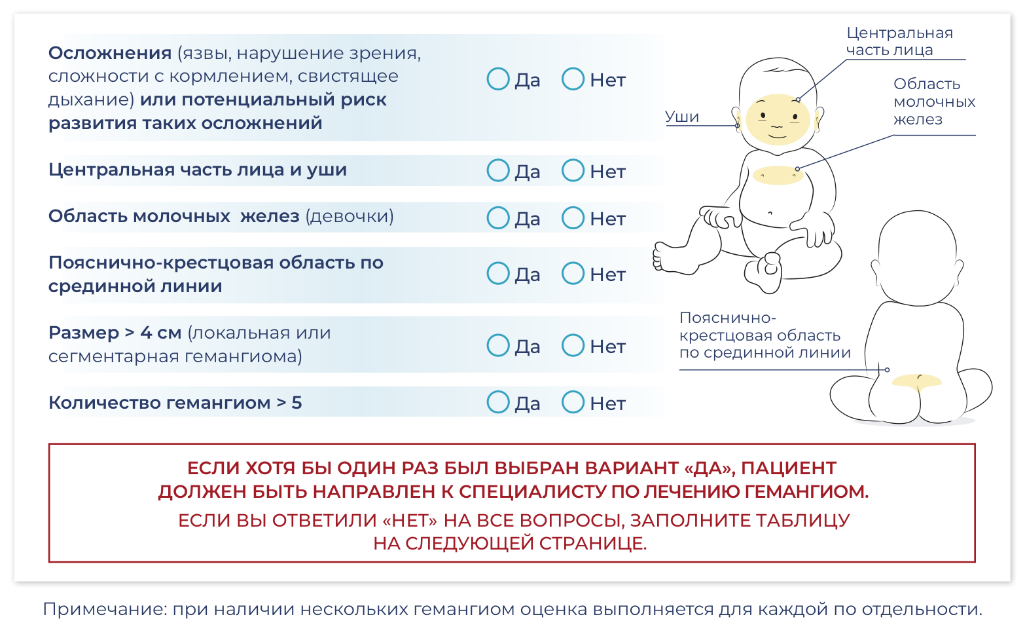 Осложнения (язвы, нарушение зрения,
сложности с кормлением, свистящее
дыхание) или потенциальный риск
развития таких осложнений
Да Нет
Центральная часть лица и уши
Да Нет
Область молочных желез (девочки)
Да Нет
Пояснично-крестцовая область по
срединной линии
Да Нет
Размер > 4 см (локальная или
сегментарная гемангиома)
Да Нет
Количество гемангиом > 5
Да Нет
Центральная
часть лица
Область
молочных
желез
Уши
Пояснично-
крестцовая область
по срединной линии
ЕСЛИ ХОТЯ БЫ ОДИН РАЗ БЫЛ ВЫБРАН ВАРИАНТ «ДА», ПАЦИЕНТ
ДОЛЖЕН БЫТЬ НАПРАВЛЕН К СПЕЦИАЛИСТУ ПО ЛЕЧЕНИЮ ГЕМАНГИОМ.
ЕСЛИ ВЫ ОТВЕТИЛИ «НЕТ» НА ВСЕ ВОПРОСЫ, ЗАПОЛНИТЕ ТАБЛИЦУ
НА СЛЕДУЮЩЕЙ СТРАНИЦЕ.
Примечание: при наличии нескольких гемангиом оценка выполняется для каждой по отдельности.